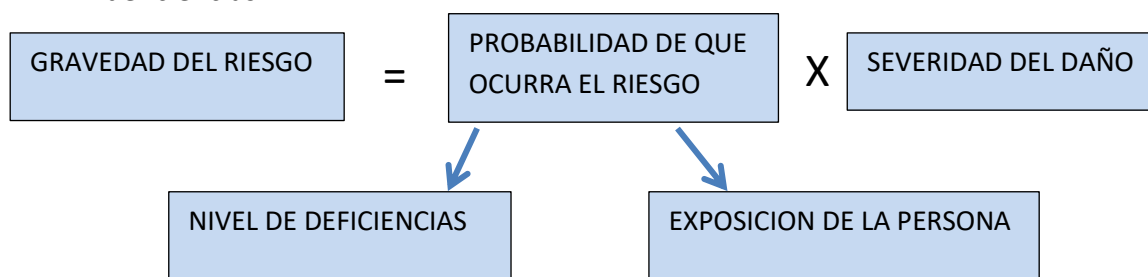 GRAVEDAD DEL RIESGO
=
PROBABILIDAD DE QUE
OCURRA EL RIESGO
X
SEVERIDAD DEL DAÑO
NIVEL DE DEFICIENCIAS
EXPOSICION DE LA PERSONA